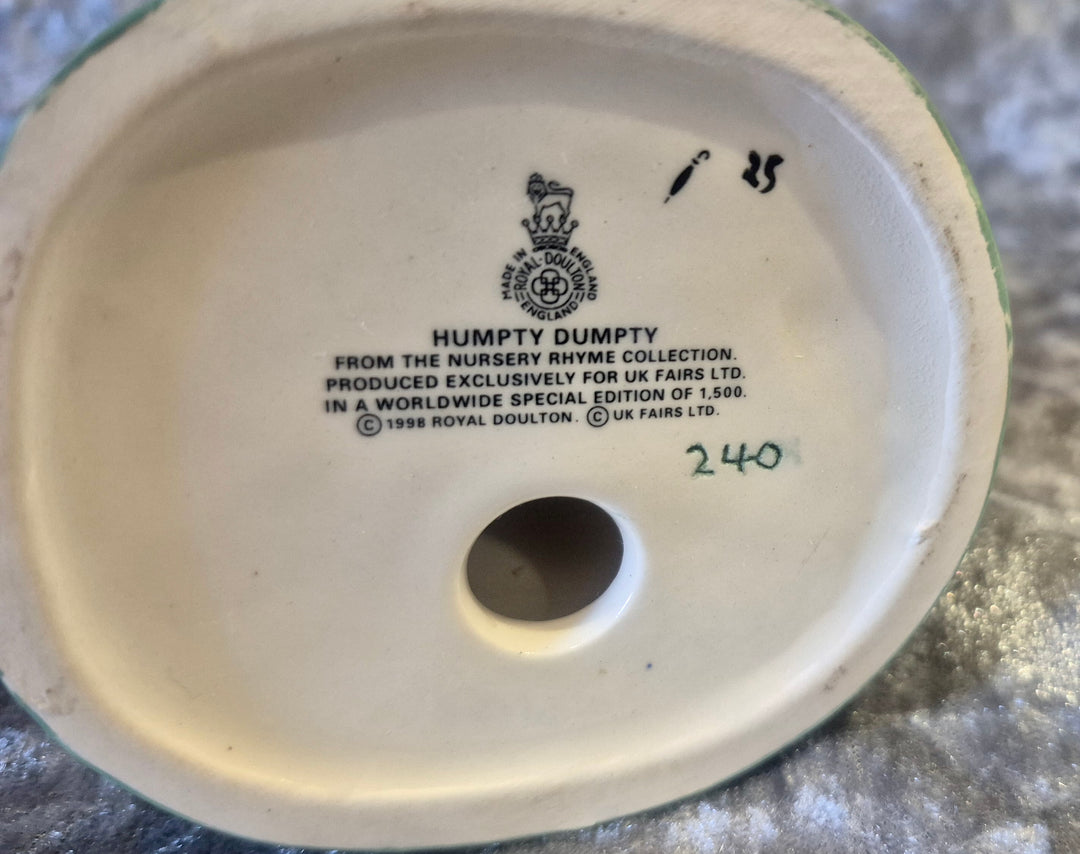 25
MADE IN ENGLAND
ROYAL·DOULTON
ENGLAND
HUMPTY DUMPTY
FROM THE NURSERY RHYME COLLECTION.
PRODUCED EXCLUSIVELY FOR UK FAIRS LTD.
IN A WORLDWIDE SPECIAL EDITION OF 1,500.
© 1998 ROYAL DOULTON. © UK FAIRS LTD.
240